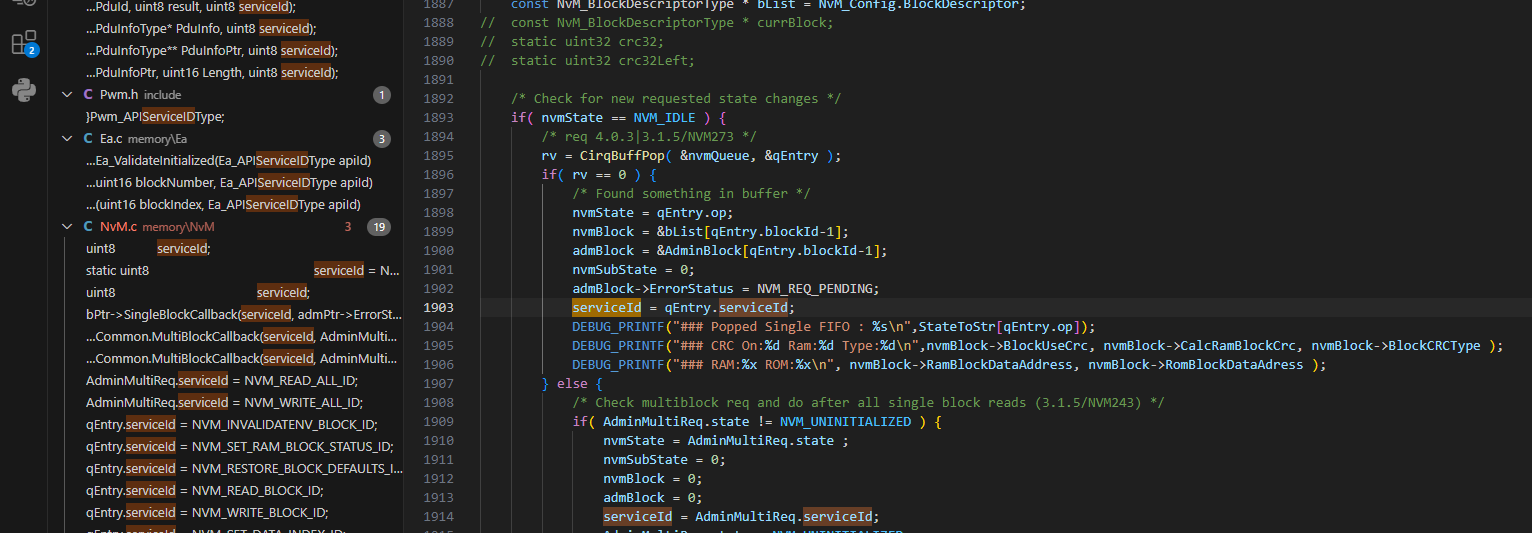 ...PduId, uint8 result, uint8 serviceId);
...PduInfoType* PduInfo, uint8 serviceId);
...PduInfoType** PduInfoPtr, uint8 serviceId);
...PduInfoPtr, uint16 Length, uint8 serviceId);
C Pwm.h include 1
}Pwm_APIServiceIDType;
C Ea.c memory\Ea 3
...Ea_ValidateInitialized(Ea_APIServiceIDType apiId)
...uint16 blockNumber, Ea_APIServiceIDType apiId)
...(uint16 blockIndex, Ea_APIServiceIDType apiId)
C NvM.c memory\NvM 3 19
uint8 serviceId;
static uint8 serviceId = N...
uint8 serviceId;
bPtr->SingleBlockCallback(serviceId, admPtr->ErrorSt...
...Common.MultiBlockCallback(serviceId, AdminMulti...
...Common.MultiBlockCallback(serviceId, AdminMulti...
AdminMultiReq.serviceId = NVM_READ_ALL_ID;
AdminMultiReq.serviceId = NVM_WRITE_ALL_ID;
qEntry.serviceId = NVM_INVALIDATENV_BLOCK_ID;
qEntry.serviceId = NVM_SET_RAM_BLOCK_STATUS_ID;
qEntry.serviceId = NVM_RESTORE_BLOCK_DEFAULTS_I...
qEntry.serviceId = NVM_READ_BLOCK_ID;
qEntry.serviceId = NVM_WRITE_BLOCK_ID;
qEntry.serviceId = NVM_SET_DATA_INDEX_ID;
2
1887 const NvM_BlockDescriptorType * bList = NvM_Config.BlockDescriptor;
1888 // const NvM_BlockDescriptorType * currBlock;
1889 // static uint32 crc32;
1890 // static uint32 crc32Left;
1891
1892 /* Check for new requested state changes */
1893 if( nvmState == NVM_IDLE ) {
1894 /* req 4.0.3|3.1.5/NVM273 */
1895 rv = CirqBuffPop( &nvmQueue, &qEntry );
1896 if( rv == 0 ) {
1897 /* Found something in buffer */
1898 nvmState = qEntry.op;
1899 nvmBlock = &bList[qEntry.blockId-1];
1900 admBlock = &AdminBlock[qEntry.blockId-1];
1901 nvmSubState = 0;
1902 admBlock->ErrorStatus = NVM_REQ_PENDING;
1903 serviceId = qEntry.serviceId;
1904 DEBUG_PRINTF("### Popped Single FIFO : %s\n",StateToStr[qEntry.op]);
1905 DEBUG_PRINTF("### CRC On:%d Ram:%d Type:%d\n",nvmBlock->BlockUseCrc, nvmBlock->CalcRamBlockCrc, nvmBlock->BlockCRCType );
1906 DEBUG_PRINTF("### RAM:%x ROM:%x\n", nvmBlock->RamBlockDataAddress, nvmBlock->RomBlockDataAdress );
1907 } else {
1908 /* Check multiblock req and do after all single block reads (3.1.5/NVM243) */
1909 if( AdminMultiReq.state != NVM_UNINITIALIZED ) {
1910 nvmState = AdminMultiReq.state ;
1911 nvmSubState = 0;
1912 nvmBlock = 0;
1913 admBlock = 0;
1914 serviceId = AdminMultiReq.serviceId;